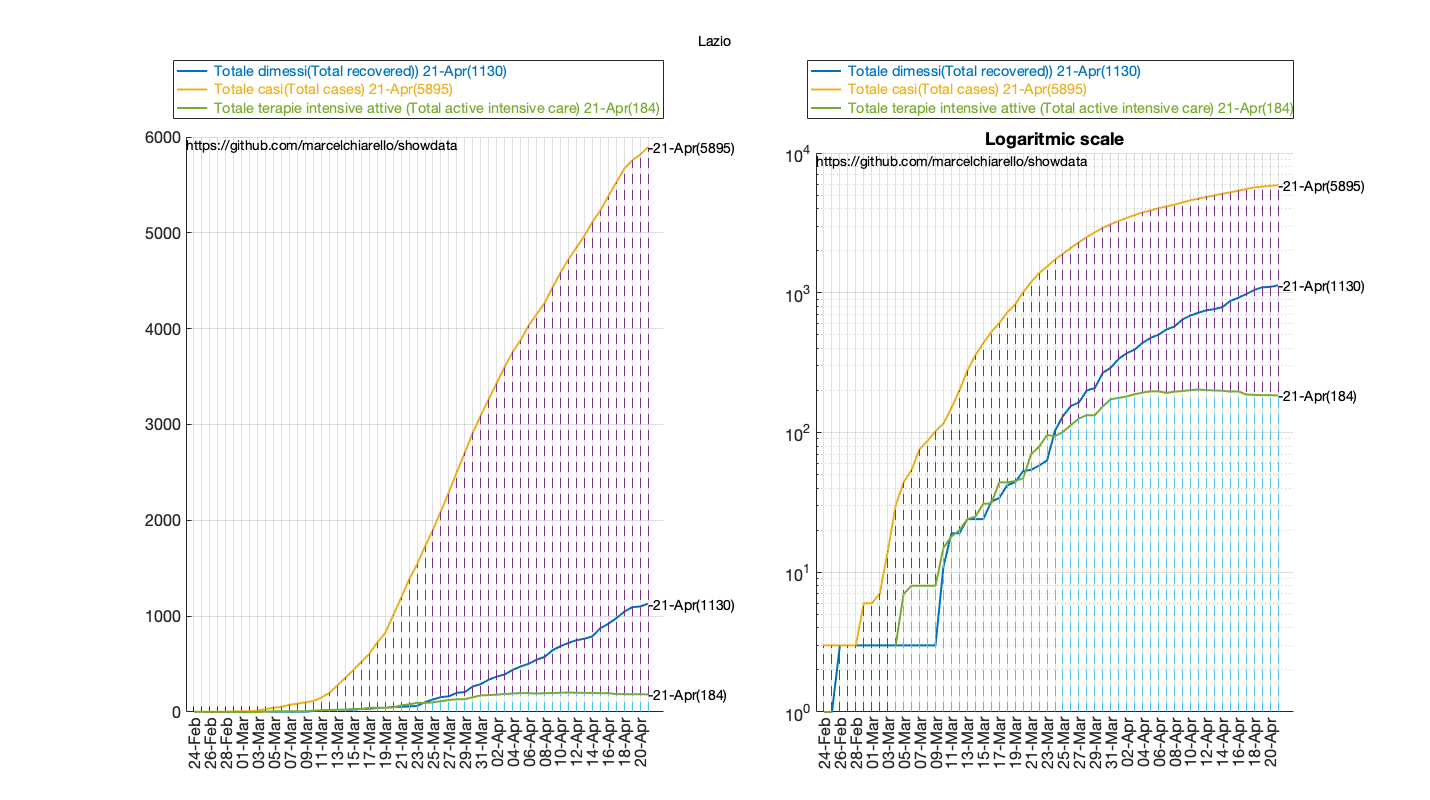 Lazio
Totale dimessi(Total recovered)) 21-Apr(1130)
Totale casi(Total cases) 21-Apr(5895)
Totale terapie intensive attive (Total active intensive care) 21-Apr(184)
6000
https://github.com/marcelchiarello/showdata
21-Apr(5895)
5000
4000
3000
2000
1000
21-Apr(1130)
21-Apr(184)
0
24-Feb
26-Feb
28-Feb
01-Mar
03-Mar
05-Mar
07-Mar
09-Mar
11-Mar
13-Mar
15-Mar
17-Mar
19-Mar
21-Mar
23-Mar
25-Mar
27-Mar
29-Mar
31-Mar
02-Apr
04-Apr
06-Apr
08-Apr
10-Apr
12-Apr
14-Apr
16-Apr
18-Apr
20-Apr
Totale dimessi(Total recovered)) 21-Apr(1130)
Totale casi(Total cases) 21-Apr(5895)
Totale terapie intensive attive (Total active intensive care) 21-Apr(184)
Logaritmic scale
10^4
https://github.com/marcelchiarello/showdata
21-Apr(5895)
10^3
21-Apr(1130)
21-Apr(184)
10^2
10^1
10^0
24-Feb
26-Feb
28-Feb
01-Mar
03-Mar
05-Mar
07-Mar
09-Mar
11-Mar
13-Mar
15-Mar
17-Mar
19-Mar
21-Mar
23-Mar
25-Mar
27-Mar
29-Mar
31-Mar
02-Apr
04-Apr
06-Apr
08-Apr
10-Apr
12-Apr
14-Apr
16-Apr
18-Apr
20-Apr